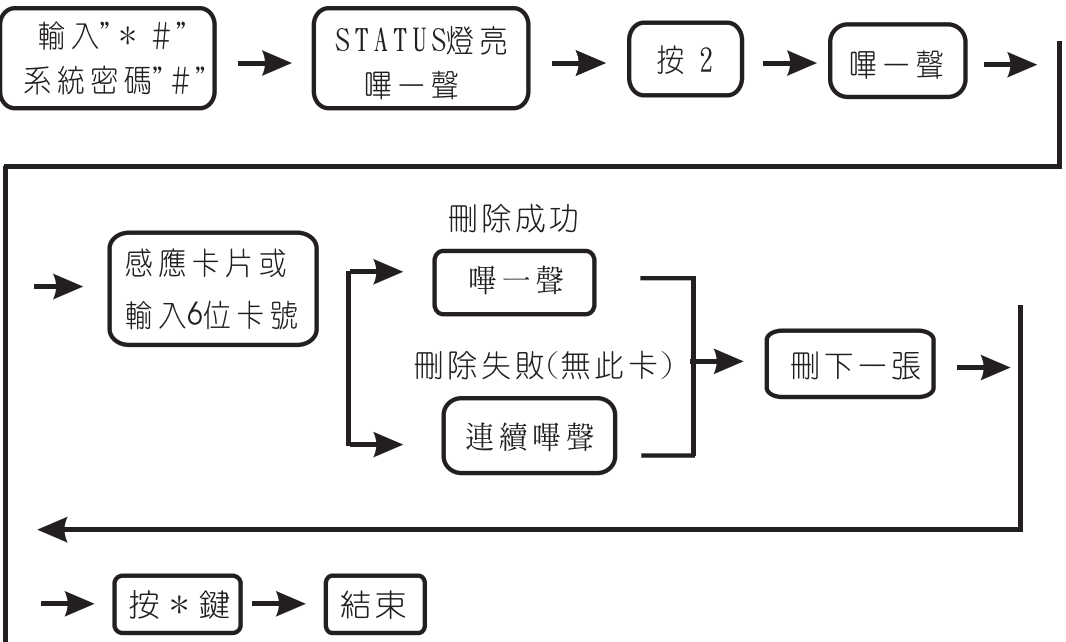 輸入"* #"
系統密碼"#"
STATUS燈亮
嗶一聲
按 2
嗶一聲
感應卡片或
輸入6位卡號
刪除成功
嗶一聲
刪除失敗(無此卡)
連續嗶聲
刪下一張
按*鍵
結束